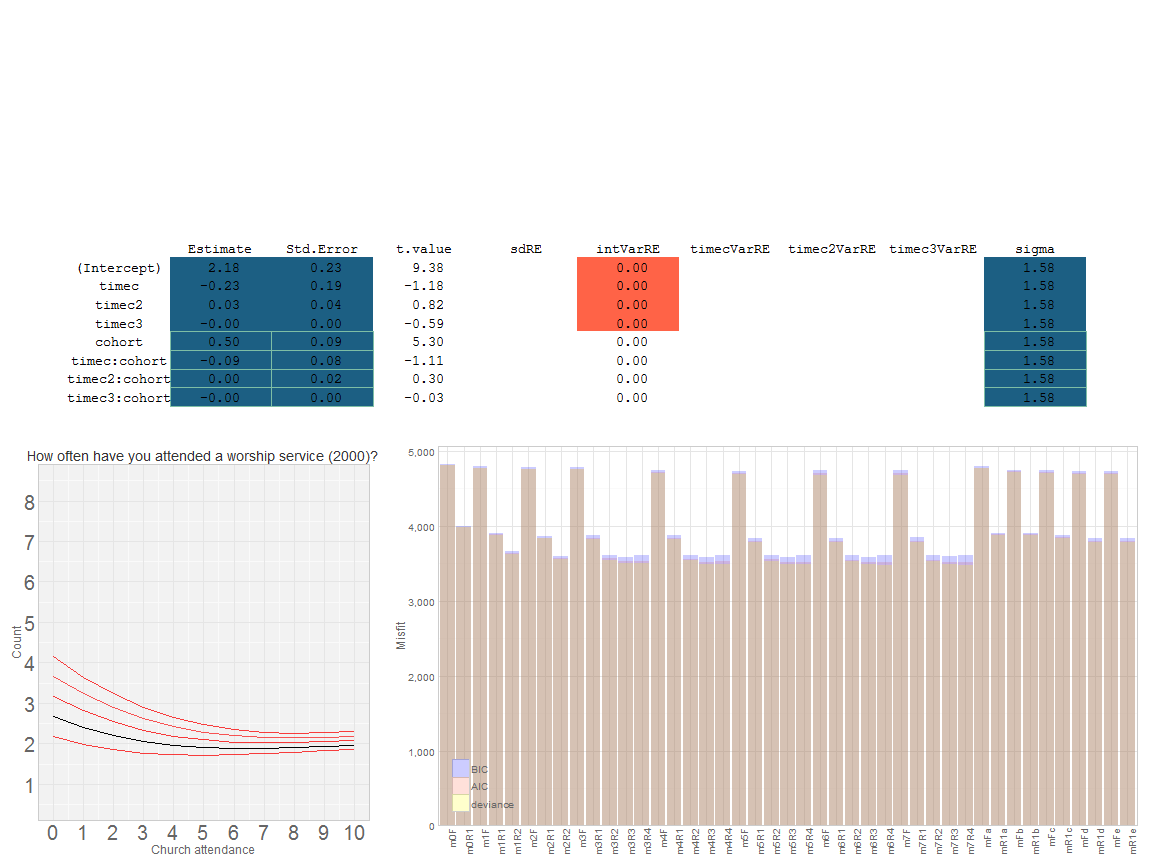 Estimate Std.Error t.value sdRE intVarRE timecVarRE timec2VarRE timec3VarRE sigma
(Intercept) 2.18 0.23 9.38 0.00 1.58
timec −0.23 0.19 −1.18 0.00 1.58
timec2 0.03 0.04 0.82 0.00 1.58
timec3 −0.00 0.00 −0.59 0.00 1.58
cohort 0.50 0.09 5.30 0.00 1.58
timec:cohort −0.09 0.08 −1.11 0.00 1.58
timec2:cohort 0.00 0.02 0.30 0.00 1.58
timec3:cohort −0.00 0.00 −0.03 0.00 1.58
How often have you attended a worship service (2000)?
8
7
6
5
4
3
2
1
Count
0 1 2 3 4 5 6 7 8 9 10
Church attendance
5,000
4,000
3,000
2,000
1,000
0
Misfit
BIC
AIC
deviance
m0F m0R1 m1F m1R1 m1R2 m2F m2R1 m2R2 m3F m3R1 m3R2 m3R3 m3R4 m4F m4R1 m4R2 m4R3 m4R4 m5F m5R1 m5R2 m5R3 m5R4 m6F m6R1 m6R2 m6R3 m6R4 m7F m7R1 m7R2 m7R3 m7R4 mFa mR1a mFb mR1b mFc mR1c mFd mR1d mFe mR1e